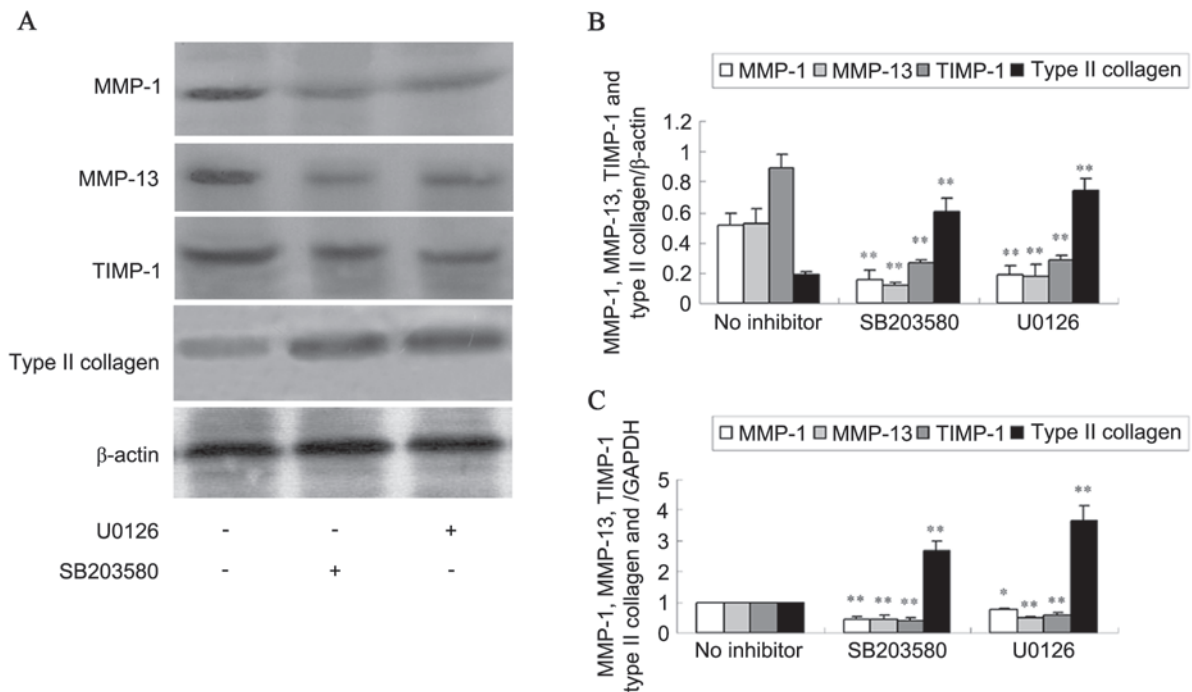 A
MMP-1
MMP-13
TIMP-1
Type II collagen
β-actin
U0126 - - +
SB203580 - + -
B
MMP-1 MMP-13 TIMP-1 Type II collagen
MMP-1, MMP-13, TIMP-1 and
type II collagen/β-actin
1.2
1
0.8
0.6
0.4
0.2
0
** ** ** **
** ** ** **
No inhibitor SB203580 U0126
C
MMP-1 MMP-13 TIMP-1 Type II collagen
MMP-1, MMP-13, TIMP-1
type II collagen and /GAPDH
5
4
3
2
1
0
** ** ** **
* ** ** **
No inhibitor SB203580 U0126